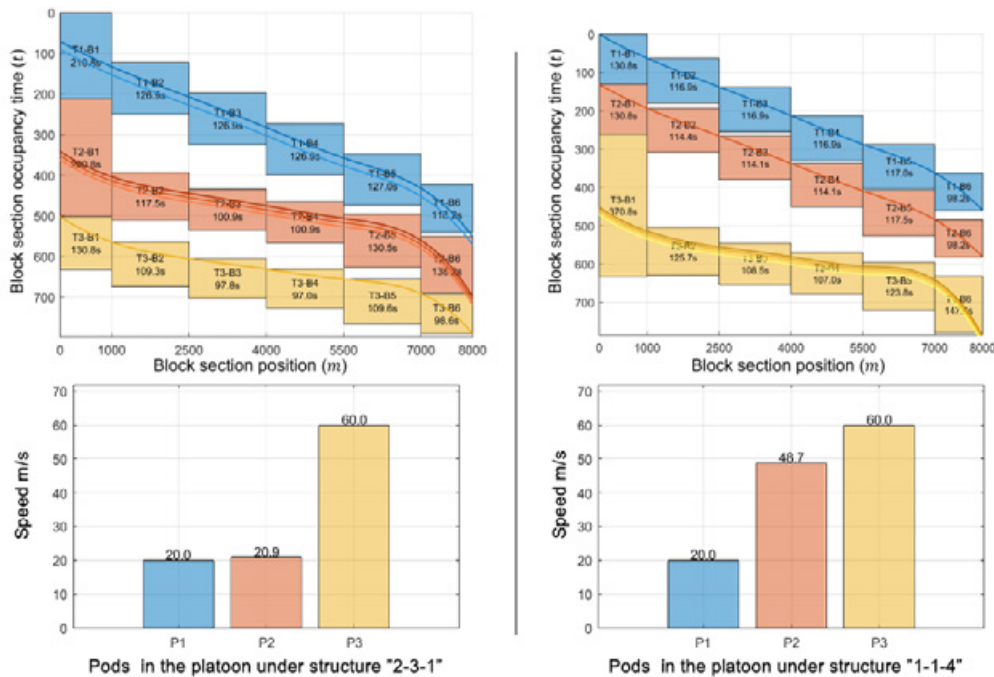 Block section occupancy time (t)
0
100
200
300
400
500
600
700
T1-B1
210.8s
T1-B2
126.9s
T1-B3
126.9s
T1-B4
126.9s
T1-B5
127.0s
T1-B6
T2-B1
T2-B2
117.5s
T2-B3
100.9s
T2-B4
100.9s
T2-B5
130.5s
T2-B6
T3-B1
130.8s
T3-B2
109.3s
T3-B3
97.8s
T3-B4
97.0s
T3-B5
109.6s
T3-B6
98.6s
0 1000 2500 4000 5500 7000 8000
Block section position (m)
Block section occupancy time (t)
0
100
200
300
400
500
600
700
T1-B1
130.8s
T1-B2
116.9s
T1-B3
116.9s
T1-B4
116.9s
T1-B5
117.0s
T1-B6
98.2s
T2-B1
130.8s
T2-B2
114.4s
T2-B3
114.1s
T2-B4
114.1s
T2-B5
117.5s
T2-B6
98.2s
T3-B1
370.8s
T3-B2
125.7s
T3-B3
108.5s
107.0s
T3-B5
123.8s
T3-B6
0 1000 2500 4000 5500 7000 8000
Block section position (m)
Speed m/s
70
60
50
40
30
20
10
0
20.0
20.9
60.0
P1 P2 P3
Pods in the platoon under structure "2-3-1"
Speed m/s
70
60
50
40
30
20
10
0
20.0
48.7
60.0
P1 P2 P3
Pods in the platoon under structure "1-1-4"